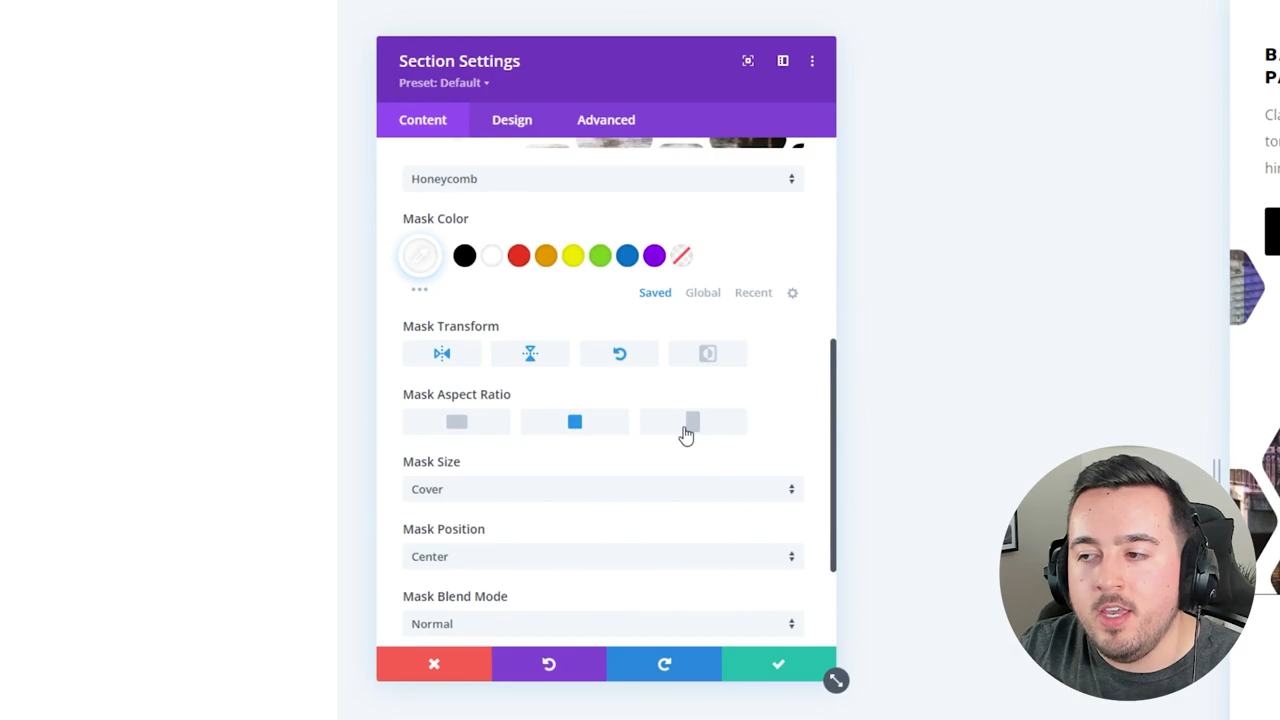 Section Settings
Preset: Default
Content Design Advanced
Honeycomb
Mask Color
Saved Global Recent
Mask Transform
Mask Aspect Ratio
Mask Size
Cover
Mask Position
Center
Mask Blend Mode
Normal